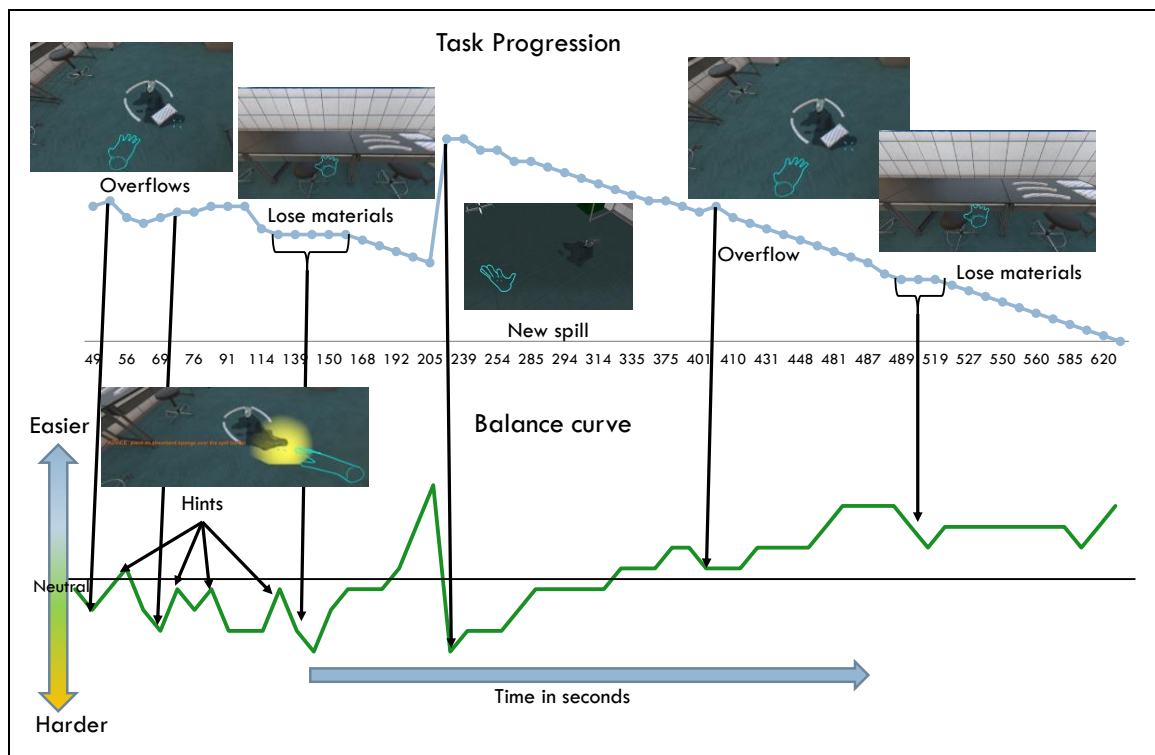 Task Progression
Overflows
Lose materials
New spill
Overflow
Lose materials
49 56 69 76 91 114 139 150 168 192 205 239 254 285 294 314 335 375 401 410 431 448 481 487 489 519 527 550 560 585 620
Easier
Balance curve
Hints
Neutral
Time in seconds
Harder